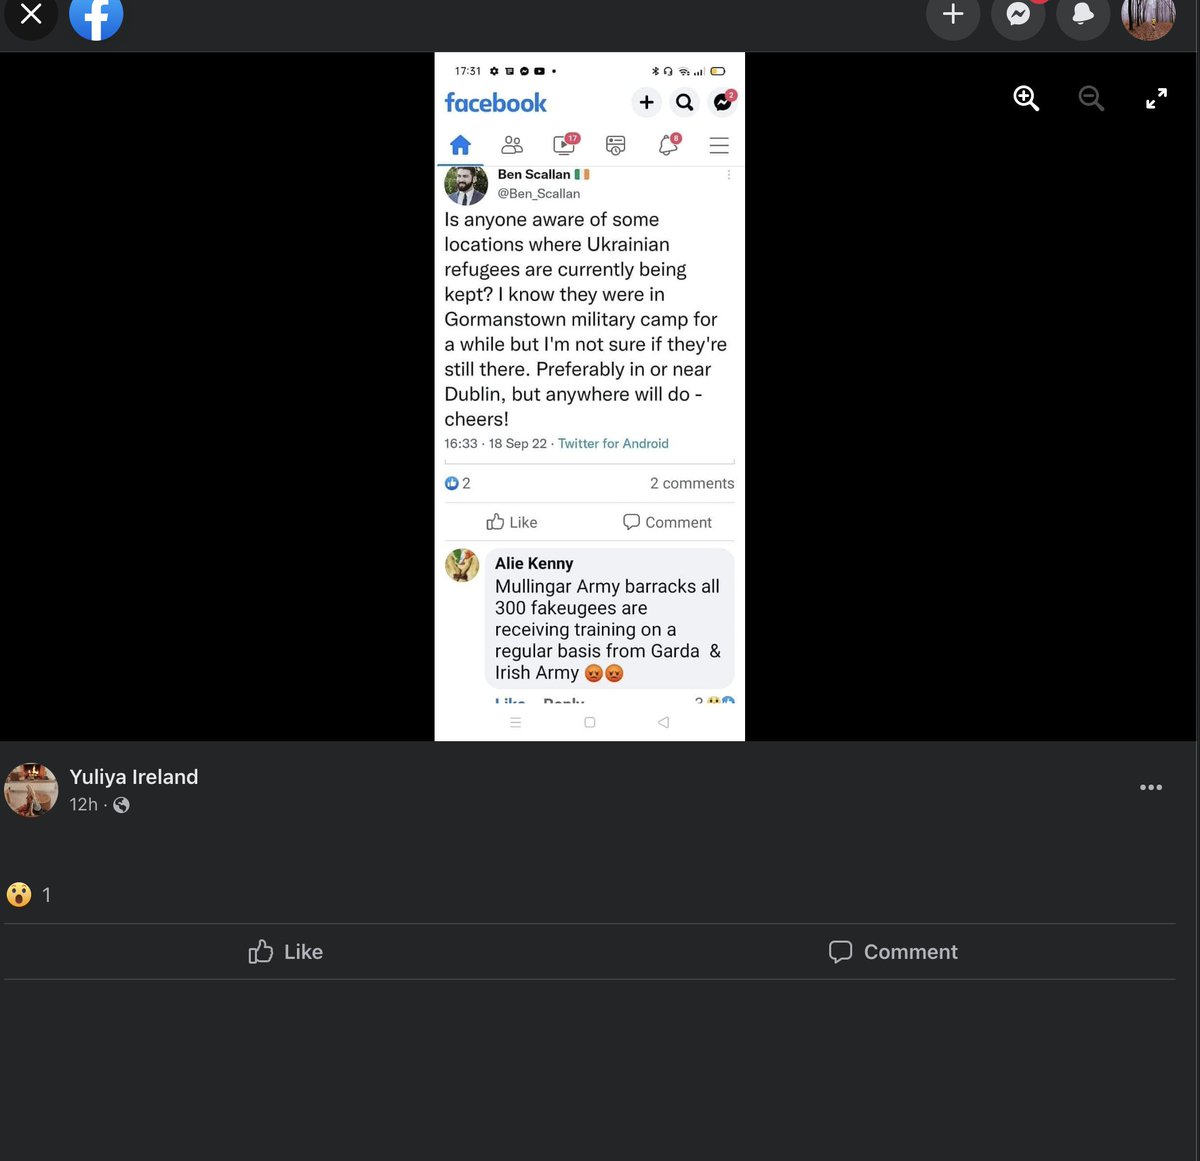 17:31
facebook
2
17
8
Ben Scallan 🇮🇪
@Ben_Scallan
Is anyone aware of some
locations where Ukrainian
refugees are currently being
kept? I know they were in
Gormanstown military camp for
a while but I'm not sure if they're
still there. Preferably in or near
Dublin, but anywhere will do -
cheers!
16:33 · 18 Sep 22 · Twitter for Android
2
2 comments
Like
Comment
Alie Kenny
Mullingar Army barracks all
300 fakeugees are
receiving training on a
regular basis from Garda &
Irish Army 😡😡
Like Reply
Yuliya Ireland
12h ·
😮 1
Like
Comment